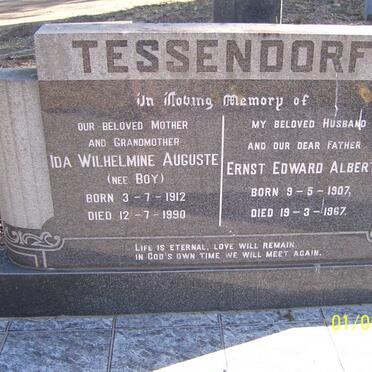 TESSENDORF
In Loving Memory of
OUR BELOVED MOTHER
AND GRANDMOTHER
IDA WILHELMINE AUGUSTE
(NEE BOY)
BORN 3-7-1912
DIED 12-7-1990
MY BELOVED HUSBAND
AND OUR DEAR FATHER
ERNST EDWARD ALBERT
BORN 9-5-1907,
DIED 19-3-1967.
LIFE IS ETERNAL, LOVE WILL REMAIN,
IN GOD'S OWN TIME WE WILL MEET AGAIN.
01/0